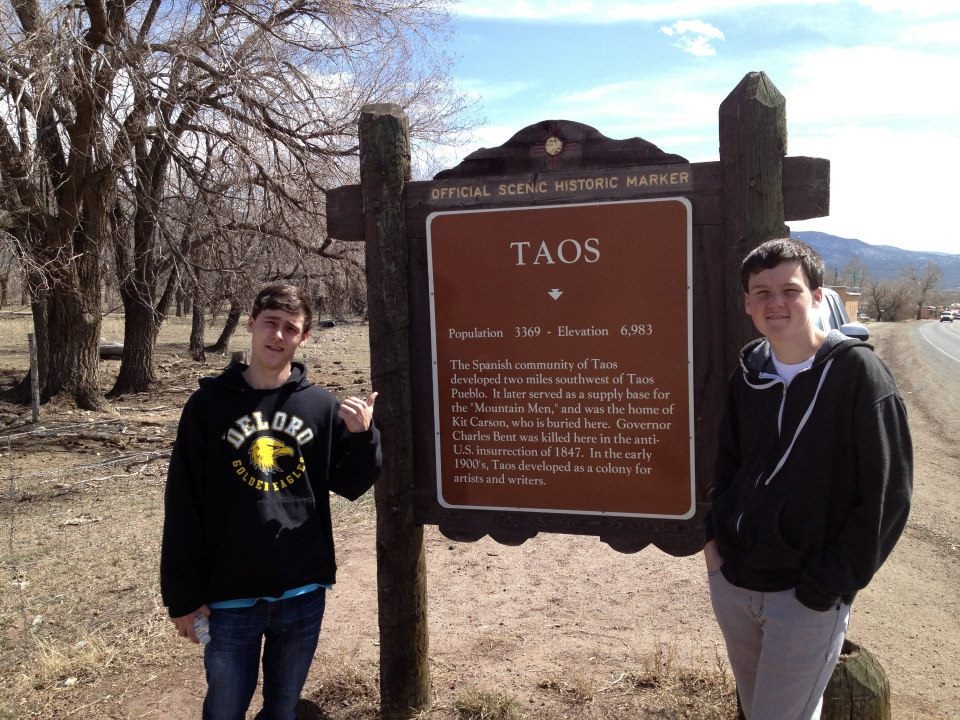 OFFICIAL SCENIC HISTORIC MARKER
TAOS
Population 3369 - Elevation 6,983
The Spanish community of Taos
developed two miles southwest of Taos
Pueblo. It later served as a supply base for
the "Mountain Men," and was the home of
Kit Carson, who is buried here. Governor
Charles Bent was killed here in the anti-
U.S. insurrection of 1847. In the early
1900's, Taos developed as a colony for
artists and writers.
DEL ORO
GOLDEN EAGLES